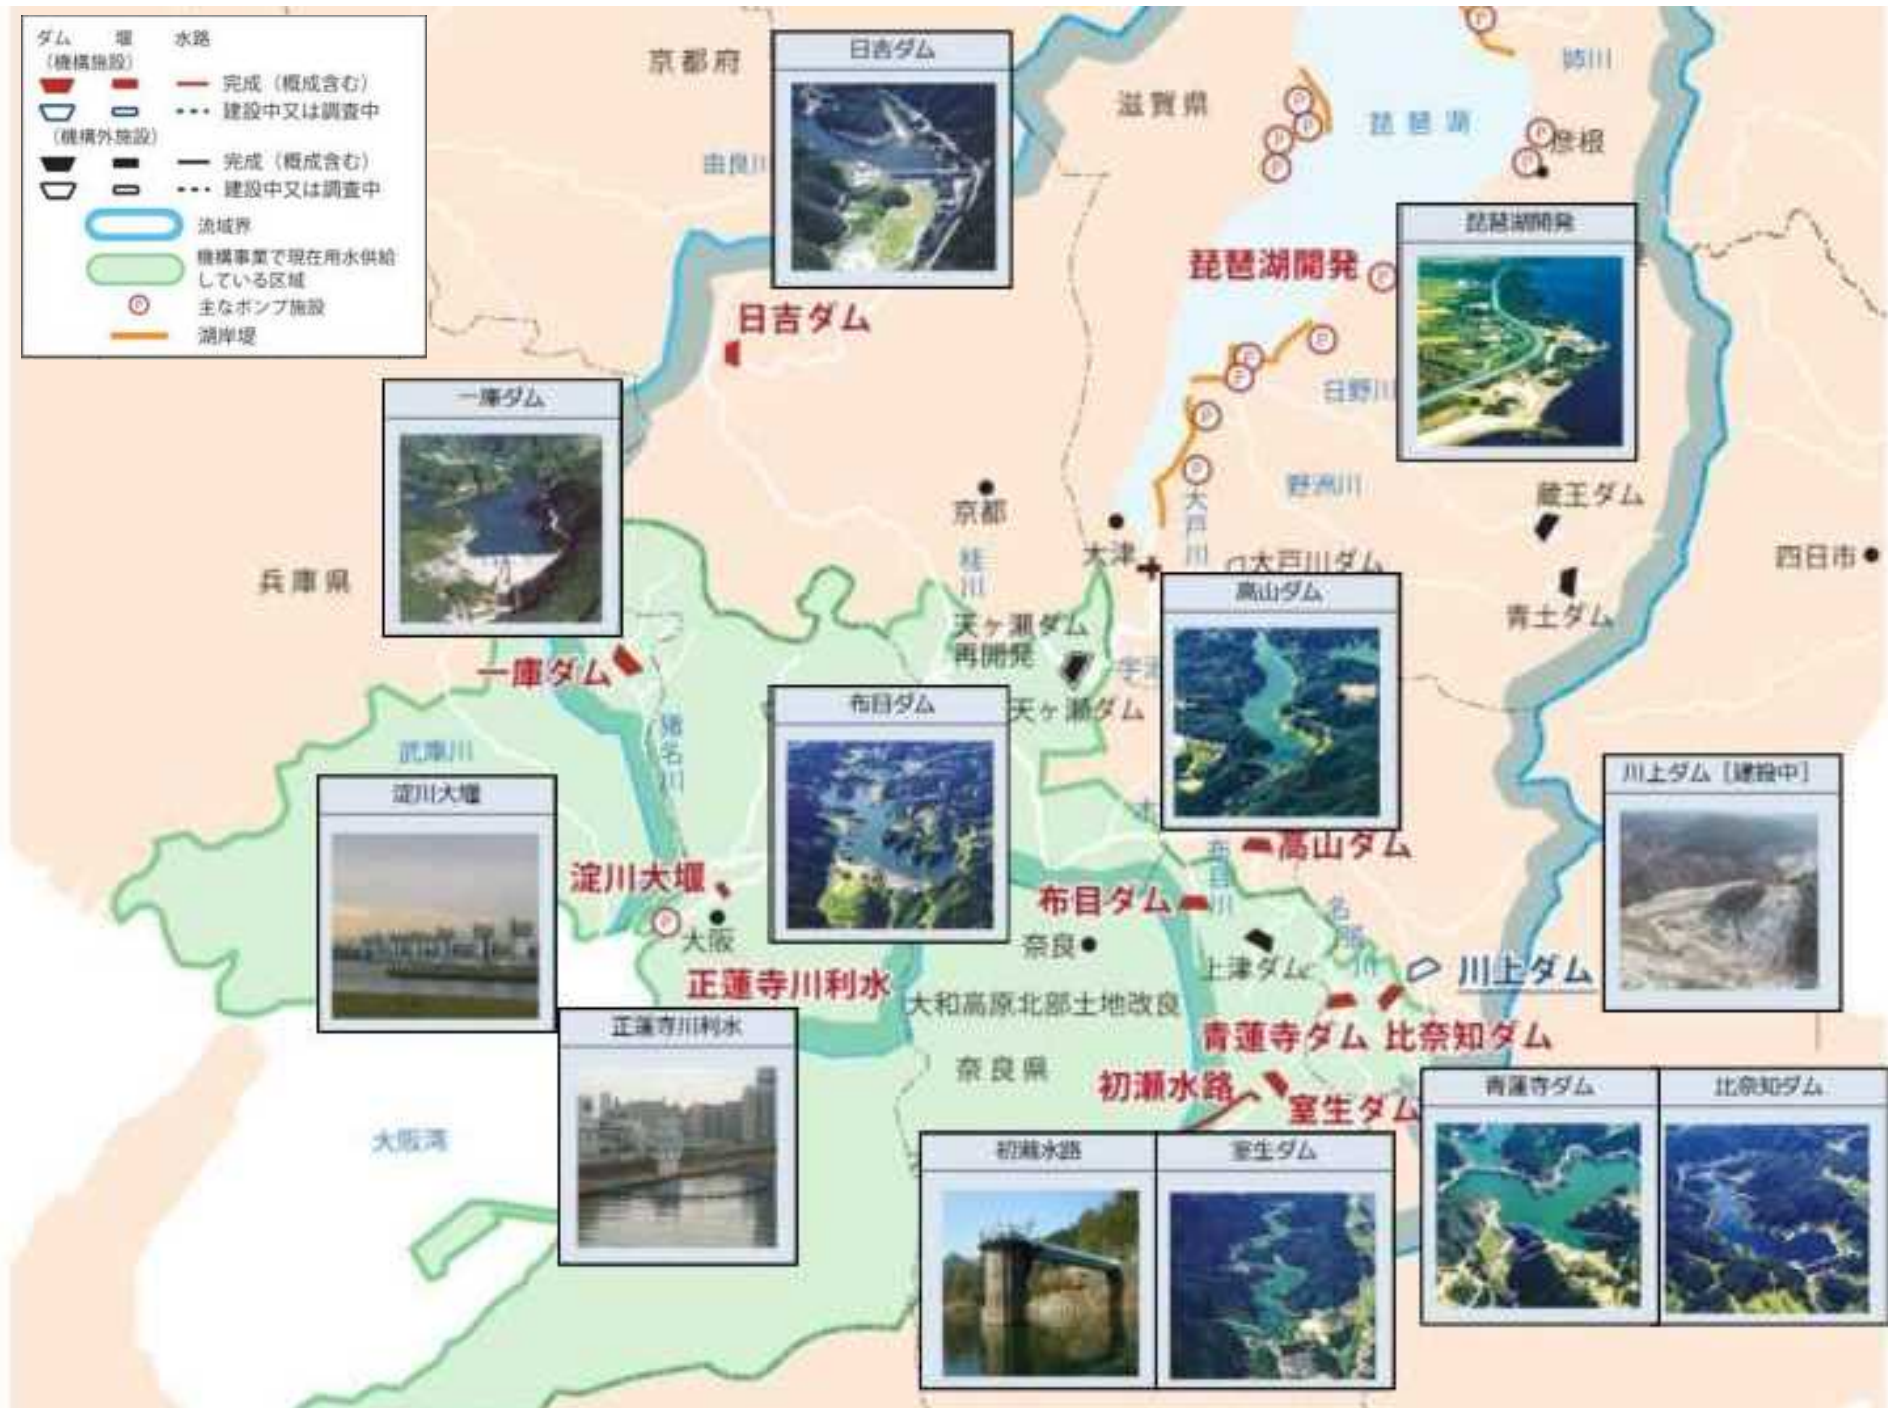 ダム 堰 水路
（機構施設）
完成（概成含む）
建設中又は調査中
（機構外施設）
完成（概成含む）
建設中又は調査中
流域界
機構事業で現在用水供給
している区域
P 主なポンプ施設
湖岸堤
京都府
日吉ダム
滋賀県
姉川
琵琶湖
彦根
由良川
琵琶湖開発
琵琶湖開発
日吉ダム
日野川
一庫ダム
野洲川
蔵王ダム
京都
大戸川
桂川
大津
大戸川ダム
四日市
兵庫県
高山ダム
青土ダム
天ヶ瀬ダム
再開発
一庫ダム
布目ダム
天ヶ瀬ダム
猪名川
武庫川
川上ダム［建設中］
淀川大堰
高山ダム
布目川
淀川大堰
布目ダム
名張川
大阪
奈良
上津ダム
川上ダム
正蓮寺川利水
大和高原北部土地改良
正蓮寺川利水
青蓮寺ダム
比奈知ダム
奈良県
初瀬水路
室生ダム
青蓮寺ダム
比奈知ダム
大阪湾
初瀬水路
室生ダム